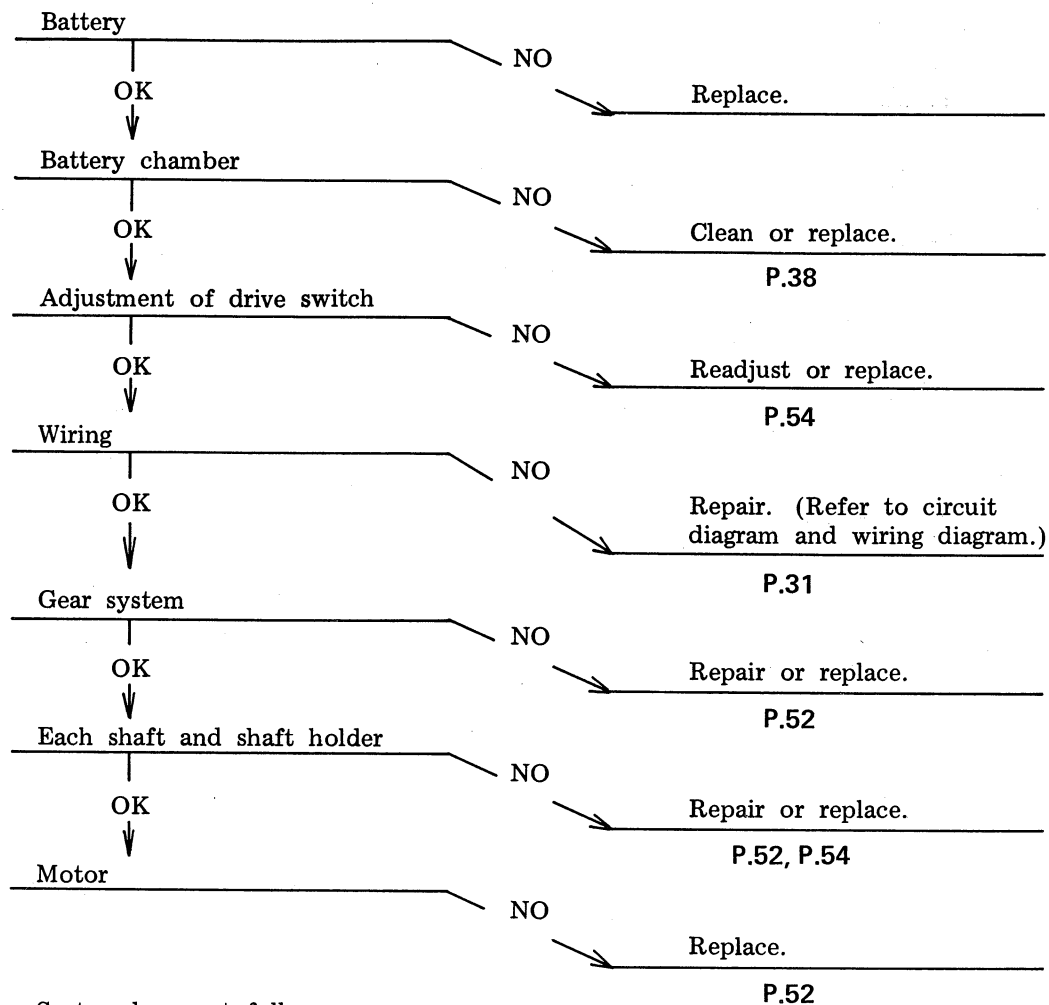 Battery
NO
OK
Replace.
Battery chamber
NO
OK
Clean or replace.
P.38
Adjustment of drive switch
NO
OK
Readjust or replace.
P.54
Wiring
NO
OK
Repair. (Refer to circuit
diagram and wiring diagram.)
P.31
Gear system
NO
OK
Repair or replace.
P.52
Each shaft and shaft holder
NO
OK
Repair or replace.
P.52, P.54
Motor
NO
Replace.
P.52